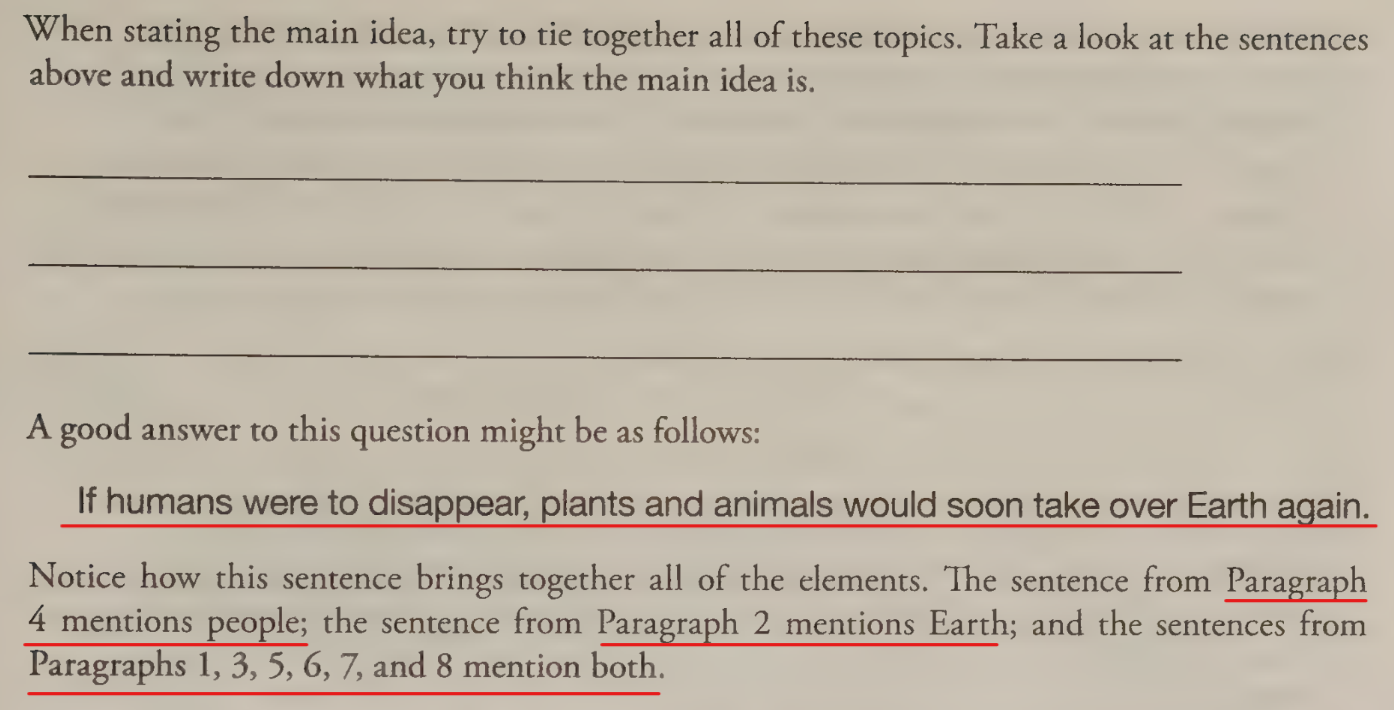 When stating the main idea, try to tie together all of these topics. Take a look at the sentences
above and write down what you think the main idea is.
A good answer to this question might be as follows:
If humans were to disappear, plants and animals would soon take over Earth again.
Notice how this sentence brings together all of the elements. The sentence from Paragraph
4 mentions people; the sentence from Paragraph 2 mentions Earth; and the sentences from
Paragraphs 1, 3, 5, 6, 7, and 8 mention both.